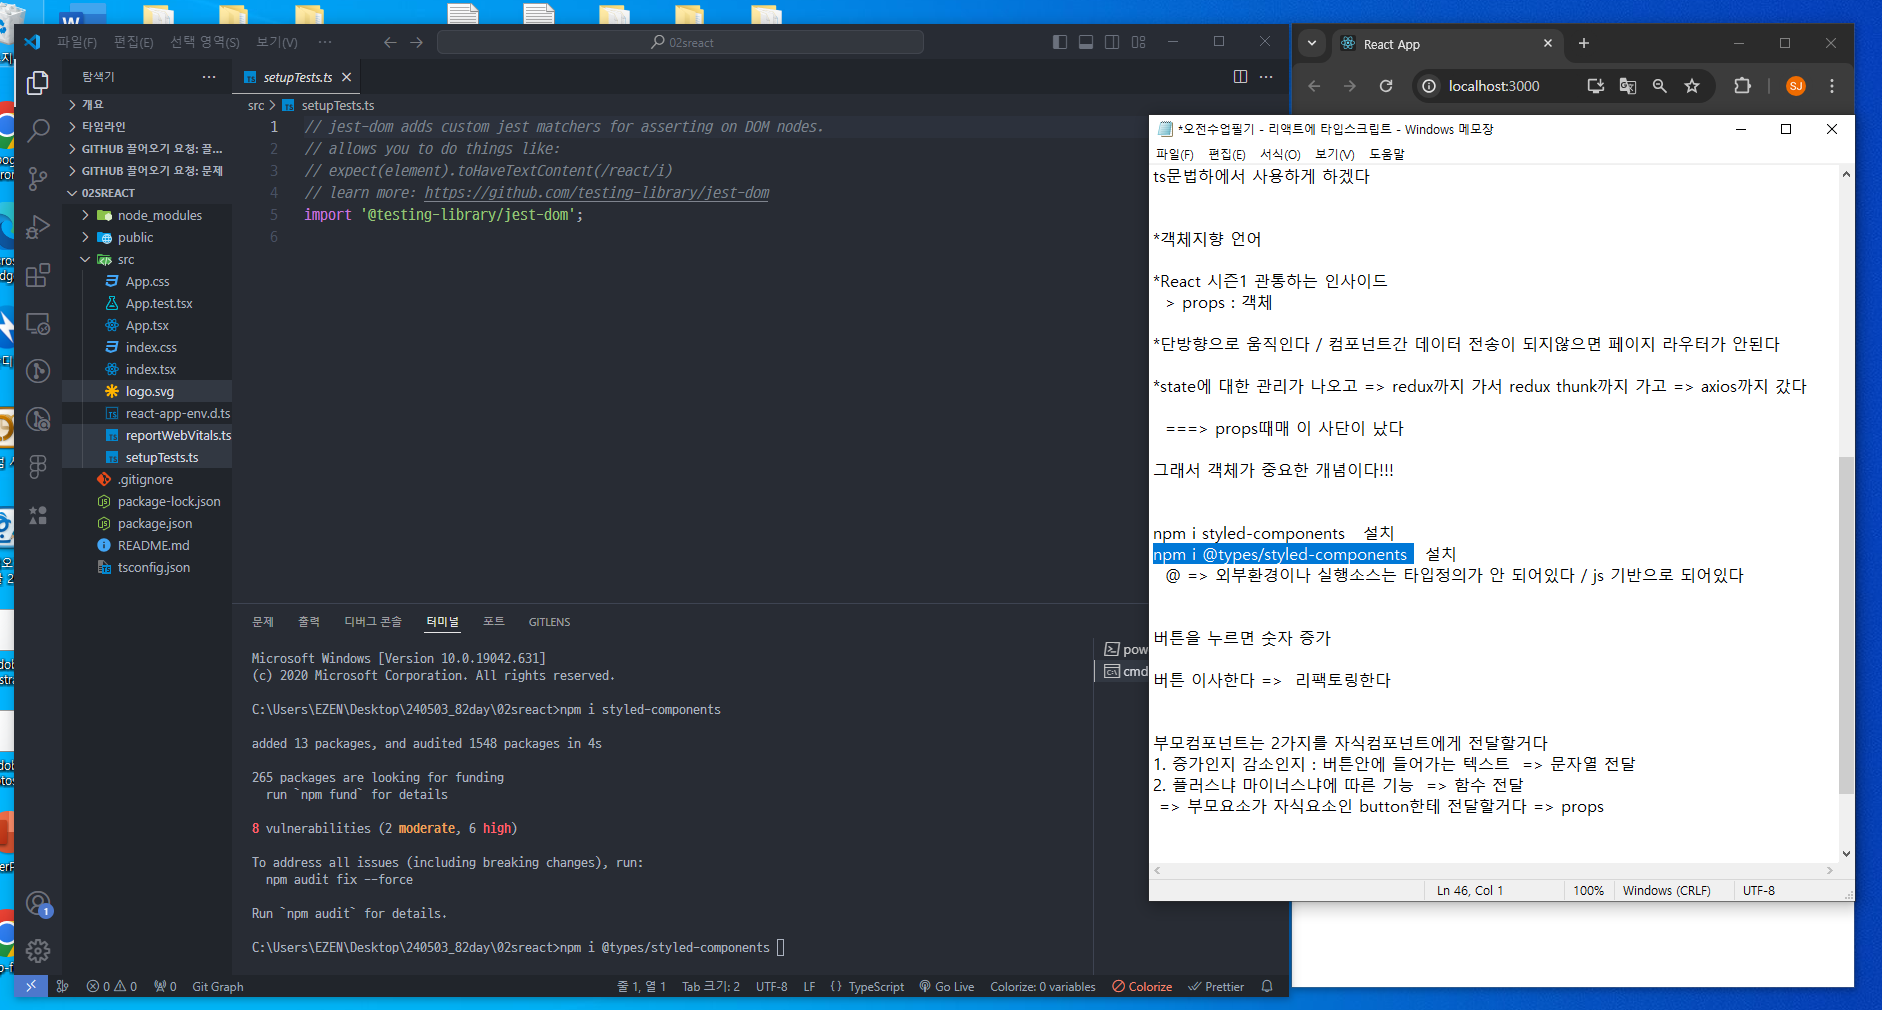 파일(F) 편집(E) 선택 영역(S) 보기(V) ··· 02sreact
탐색기
개요
타임라인
GITHUB 끌어오기 요청: 끌...
GITHUB 끌어오기 요청: 문제
02SREACT
node_modules
public
src
App.css
App.test.tsx
App.tsx
index.css
index.tsx
logo.svg
react-app-env.d.ts
reportWebVitals.ts
setupTests.ts
.gitignore
package-lock.json
package.json
README.md
tsconfig.json
setupTests.ts
src > setupTests.ts
1 // jest-dom adds custom jest matchers for asserting on DOM nodes.
2 // allows you to do things like:
3 // expect(element).toHaveTextContent(/react/i)
4 // learn more: https://github.com/testing-library/jest-dom
5 import '@testing-library/jest-dom';
6
문제 출력 디버그 콘솔 터미널 포트 GITLENS
Microsoft Windows [Version 10.0.19042.631]
(c) 2020 Microsoft Corporation. All rights reserved.
C:\Users\EZEN\Desktop\240503_82day\02sreact>npm i styled-components
added 13 packages, and audited 1548 packages in 4s
265 packages are looking for funding
run `npm fund` for details
8 vulnerabilities (2 moderate, 6 high)
To address all issues (including breaking changes), run:
npm audit fix --force
Run `npm audit` for details.
C:\Users\EZEN\Desktop\240503_82day\02sreact>npm i @types/styled-components
pow
cmd
1
0 0 0 Git Graph 줄 1, 열 1 Tab 크기: 2 UTF-8 LF {} TypeScript Go Live Colorize: 0 variables Colorize Prettier
React App
localhost:3000
SJ
*오전수업필기 - 리액트에 타입스크립트 - Windows 메모장
파일(F) 편집(E) 서식(O) 보기(V) 도움말
ts문법하에서 사용하게 하겠다
*객체지향 언어
*React 시즌1 관통하는 인사이드
> props : 객체
*단방향으로 움직인다 / 컴포넌트간 데이터 전송이 되지않으면 페이지 라우터가 안된다
*state에 대한 관리가 나오고 => redux까지 가서 redux thunk까지 가고 => axios까지 갔다
===> props때매 이 사단이 났다
그래서 객체가 중요한 개념이다!!!
npm i styled-components 설치
npm i @types/styled-components 설치
@ => 외부환경이나 실행소스는 타입정의가 안 되어있다 / js 기반으로 되어있다
버튼을 누르면 숫자 증가
버튼 이사한다 => 리팩토링한다
부모컴포넌트는 2가지를 자식컴포넌트에게 전달할거다
1. 증가인지 감소인지 : 버튼안에 들어가는 텍스트 => 문자열 전달
2. 플러스냐 마이너스냐에 따른 기능 => 함수 전달
=> 부모요소가 자식요소인 button한테 전달할거다 => props
Ln 46, Col 1 100% Windows (CRLF) UTF-8